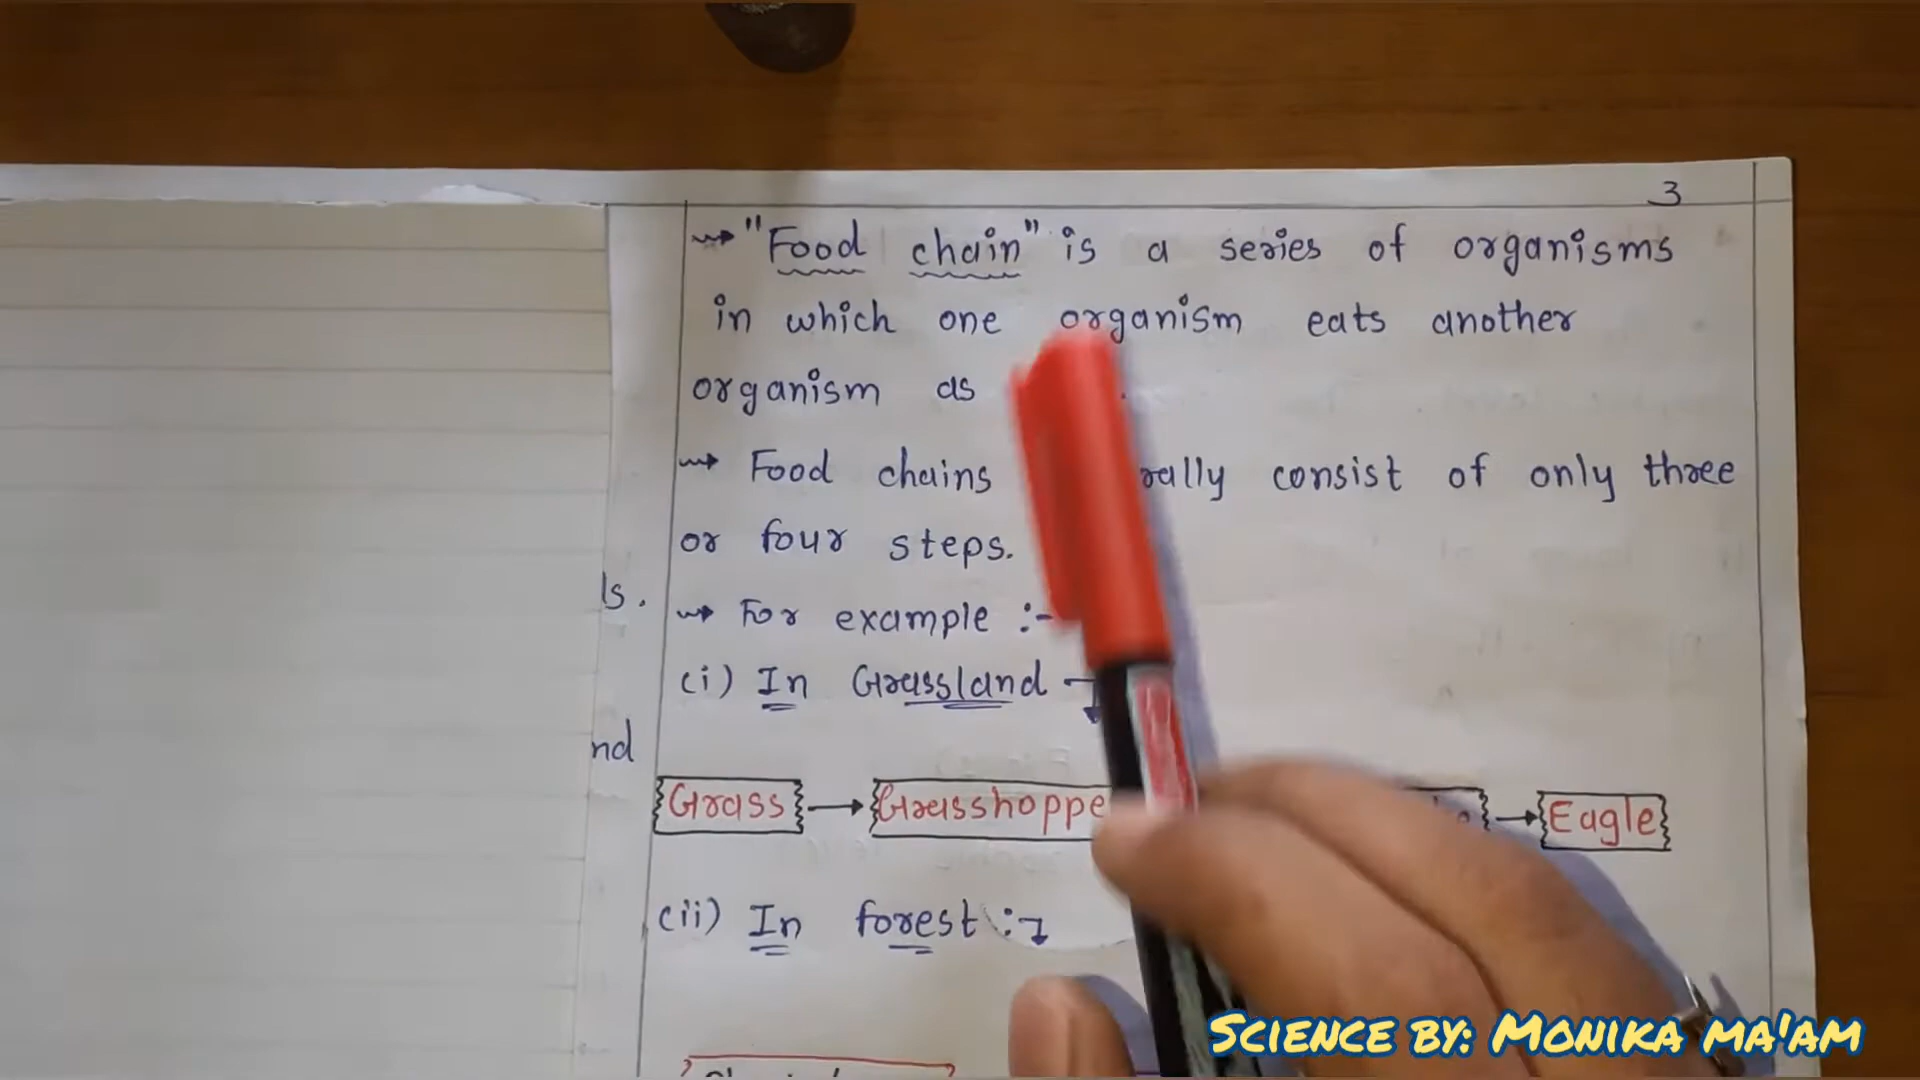 3
⇝ "Food chain" is a series of organisms
in which one organism eats another
organism as
⇝ Food chains rally consist of only three
or four steps.
ls.
⇝ For example :-
(i) In Grassland
nd
Grass → Grasshoppe → Eagle
(ii) In forest :
SCIENCE BY: MONIKA MA'AM